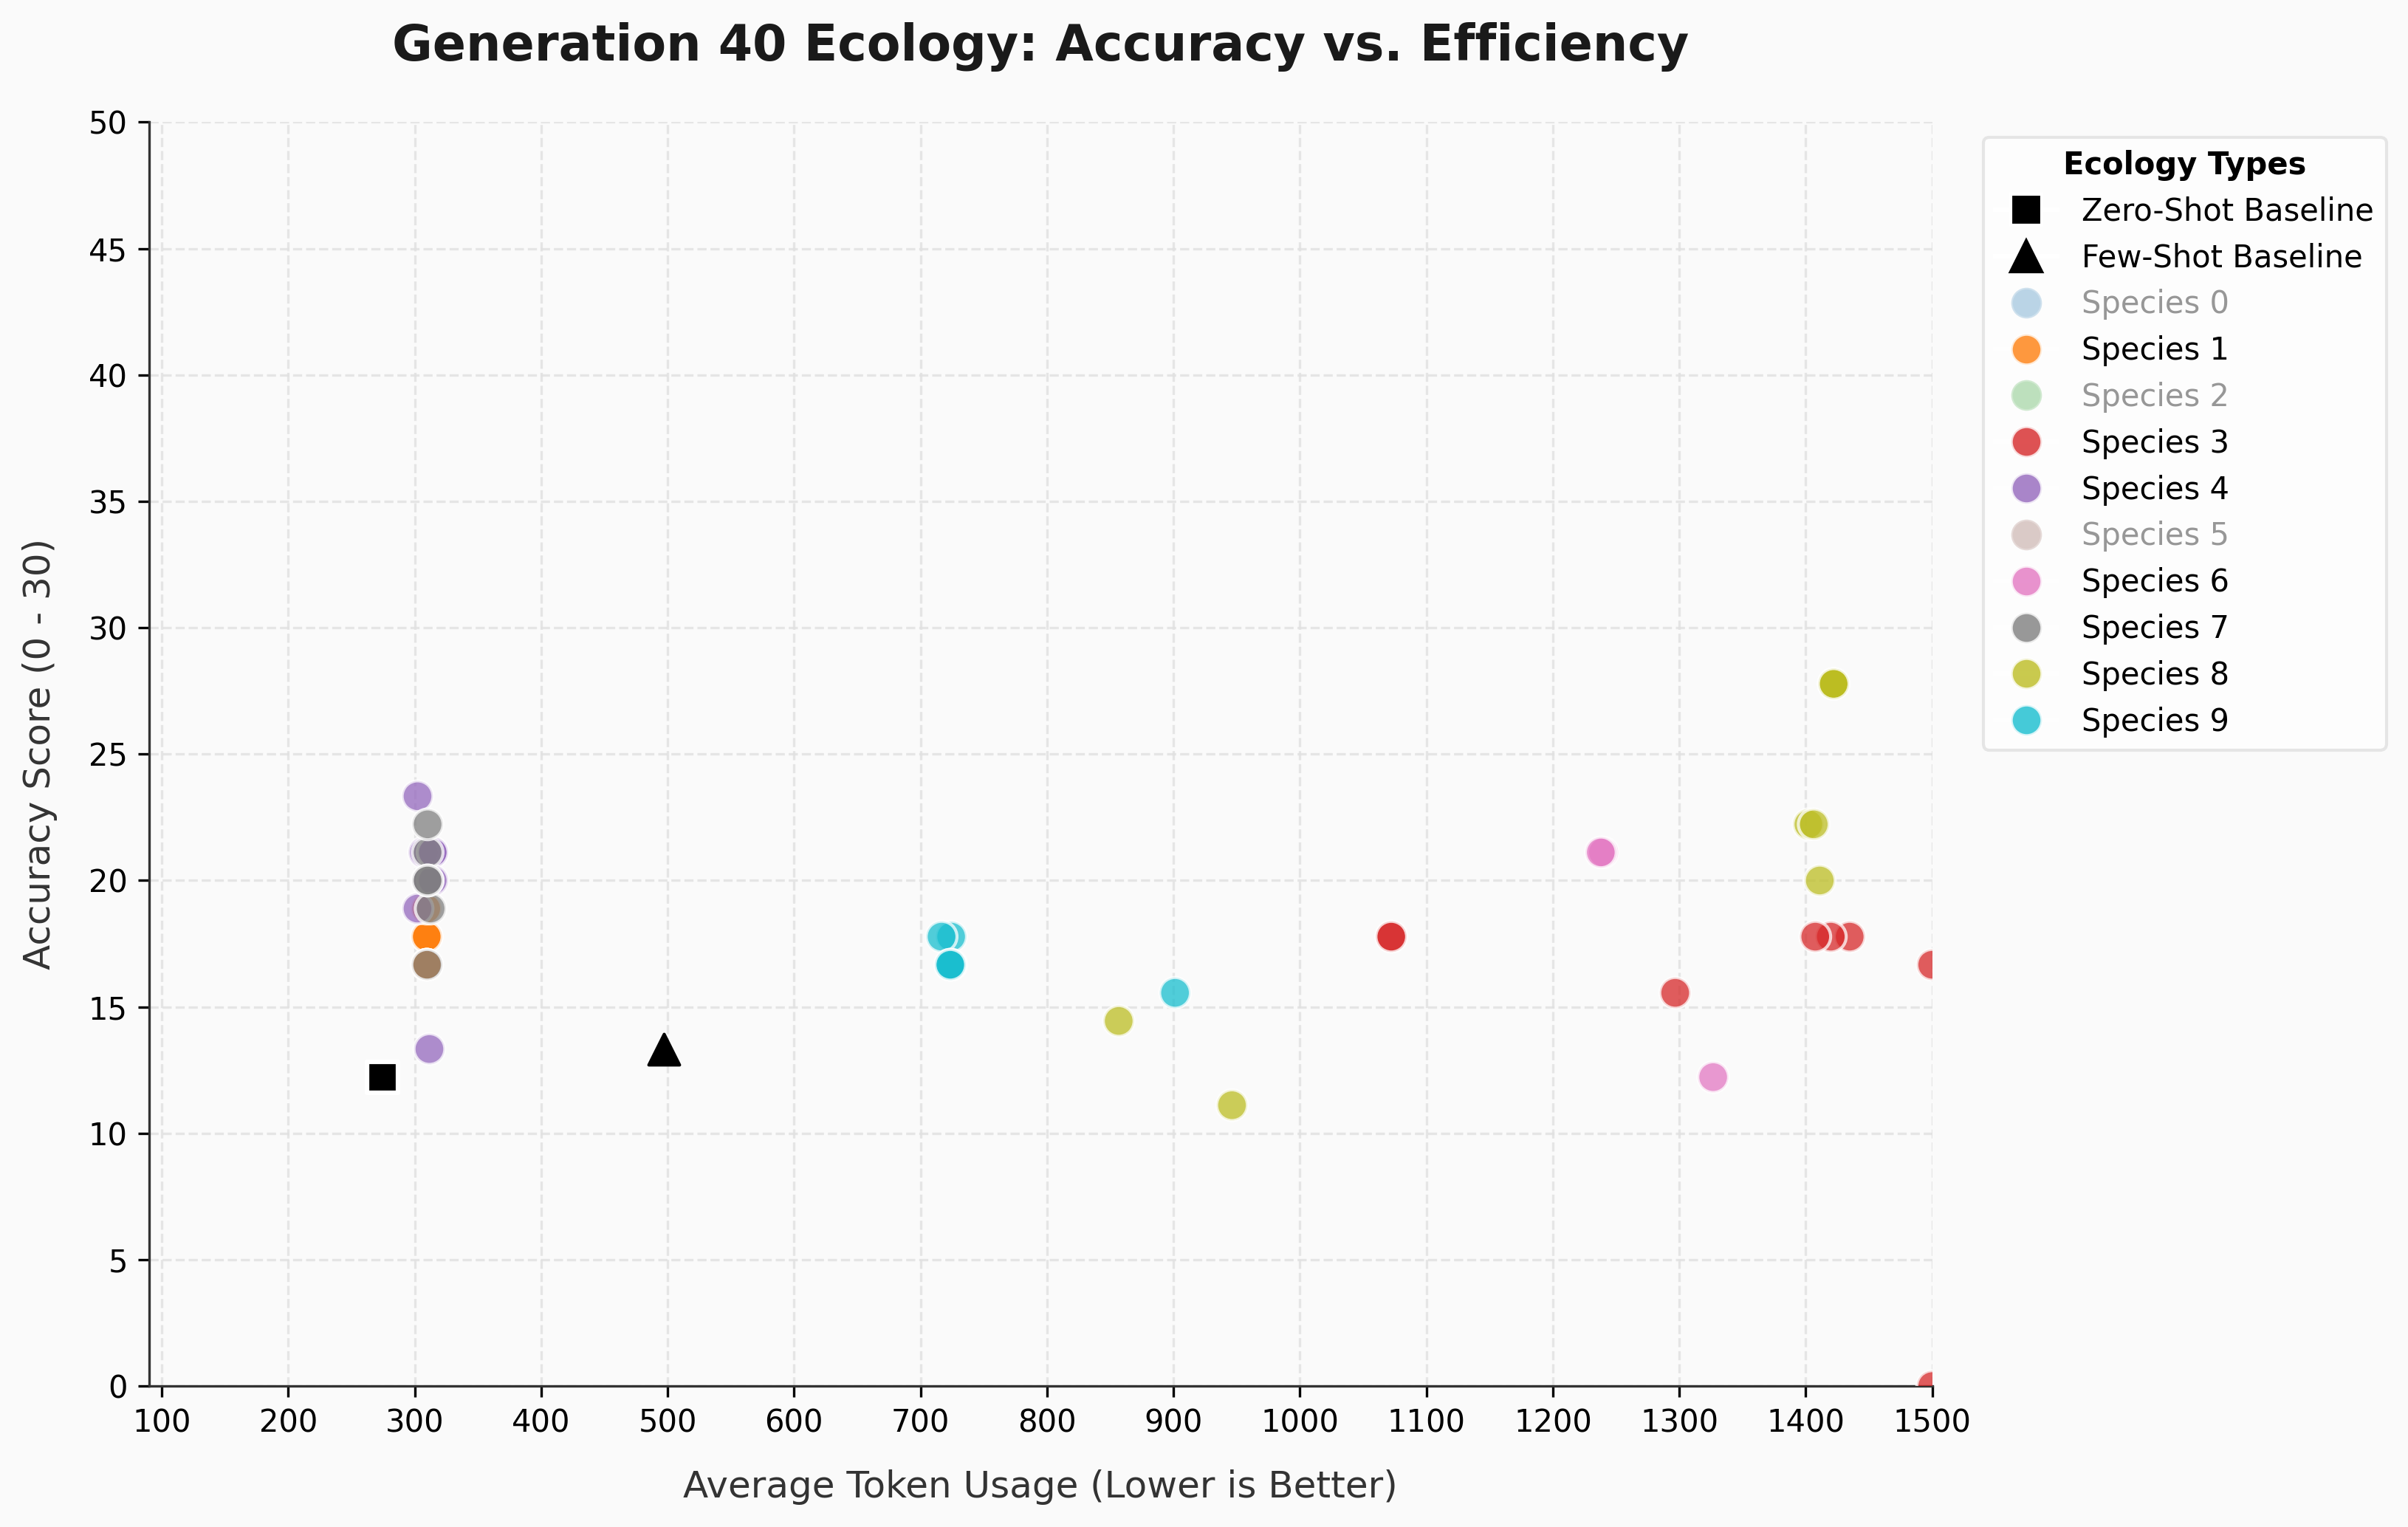 Generation 40 Ecology: Accuracy vs. Efficiency
50
45
40
35
30
25
20
15
10
5
0
Accuracy Score (0 - 30)
100 200 300 400 500 600 700 800 900 1000 1100 1200 1300 1400 1500
Average Token Usage (Lower is Better)
Ecology Types
Zero-Shot Baseline
Few-Shot Baseline
Species 0
Species 1
Species 2
Species 3
Species 4
Species 5
Species 6
Species 7
Species 8
Species 9